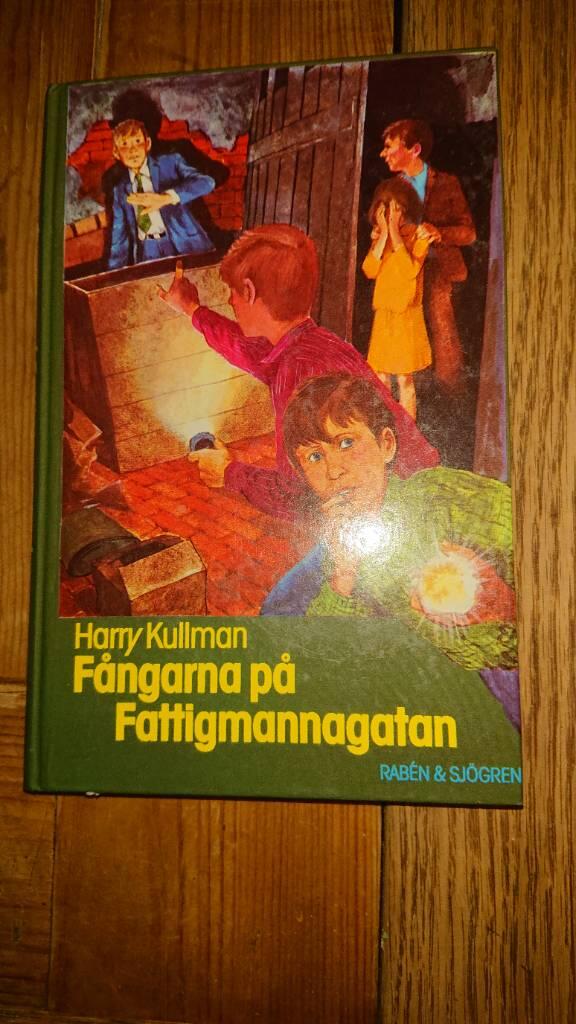 Harry Kullman
Fångarna på
Fattigmannagatan
RABÉN & SJÖGREN